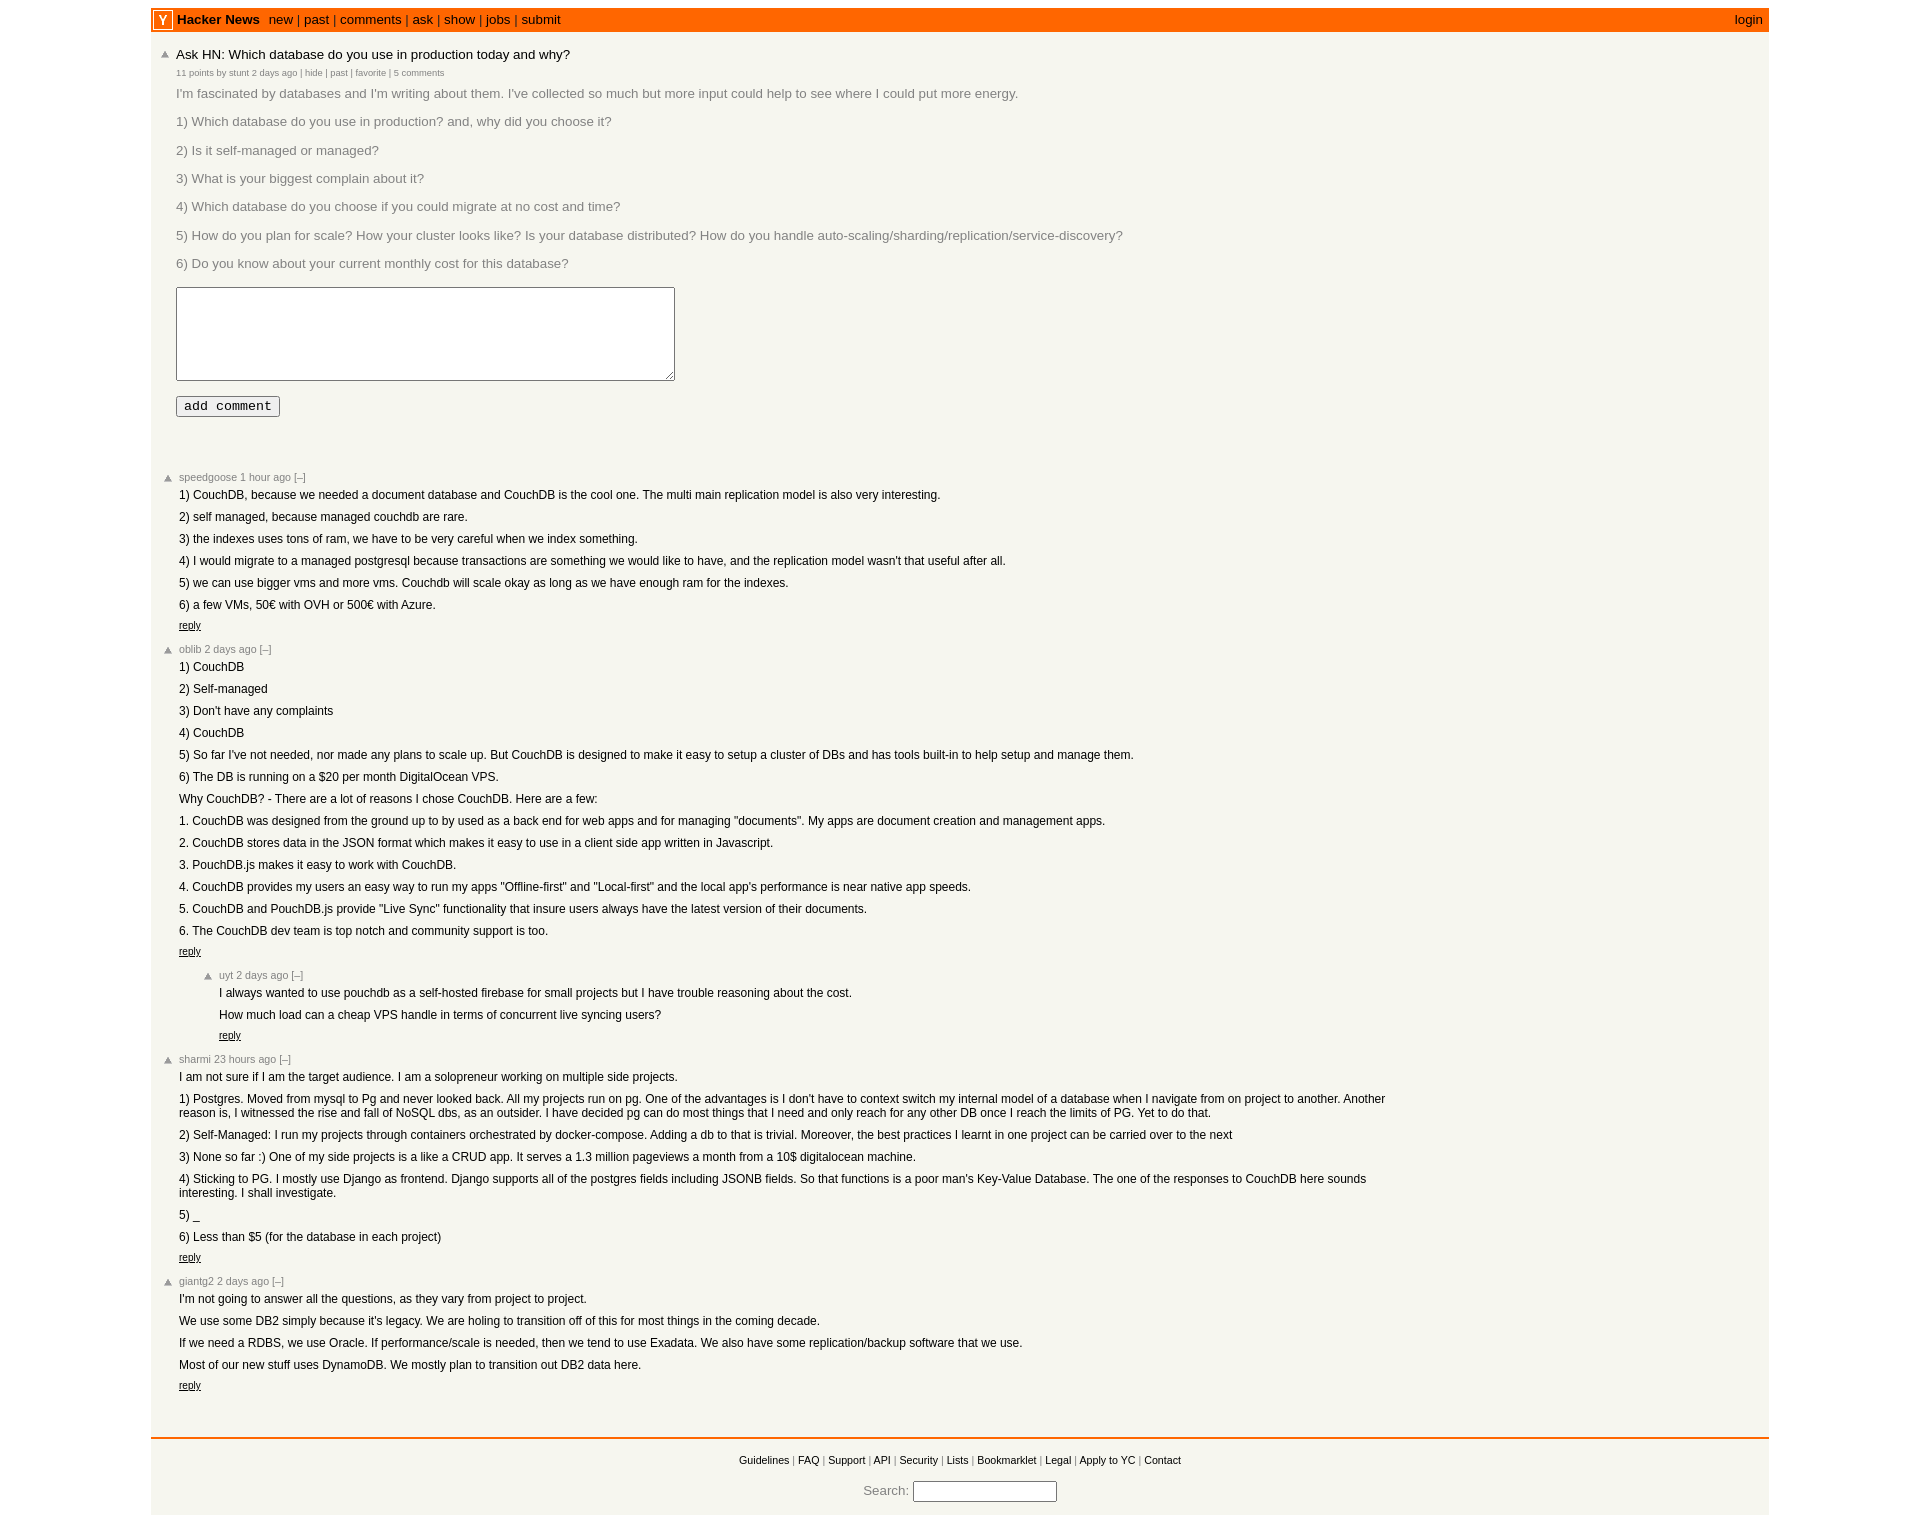 Y Hacker News new | past | comments | ask | show | jobs | submit login
Ask HN: Which database do you use in production today and why?
11 points by stunt 2 days ago | hide | past | favorite | 5 comments
I'm fascinated by databases and I'm writing about them. I've collected so much but more input could help to see where I could put more energy.
1) Which database do you use in production? and, why did you choose it?
2) Is it self-managed or managed?
3) What is your biggest complain about it?
4) Which database do you choose if you could migrate at no cost and time?
5) How do you plan for scale? How your cluster looks like? Is your database distributed? How do you handle auto-scaling/sharding/replication/service-discovery?
6) Do you know about your current monthly cost for this database?
add comment
speedgoose 1 hour ago [–]
1) CouchDB, because we needed a document database and CouchDB is the cool one. The multi main replication model is also very interesting.
2) self managed, because managed couchdb are rare.
3) the indexes uses tons of ram, we have to be very careful when we index something.
4) I would migrate to a managed postgresql because transactions are something we would like to have, and the replication model wasn't that useful after all.
5) we can use bigger vms and more vms. Couchdb will scale okay as long as we have enough ram for the indexes.
6) a few VMs, 50€ with OVH or 500€ with Azure.
reply
oblib 2 days ago [–]
1) CouchDB
2) Self-managed
3) Don't have any complaints
4) CouchDB
5) So far I've not needed, nor made any plans to scale up. But CouchDB is designed to make it easy to setup a cluster of DBs and has tools built-in to help setup and manage them.
6) The DB is running on a $20 per month DigitalOcean VPS.
Why CouchDB? - There are a lot of reasons I chose CouchDB. Here are a few:
1. CouchDB was designed from the ground up to by used as a back end for web apps and for managing "documents". My apps are document creation and management apps.
2. CouchDB stores data in the JSON format which makes it easy to use in a client side app written in Javascript.
3. PouchDB.js makes it easy to work with CouchDB.
4. CouchDB provides my users an easy way to run my apps "Offline-first" and "Local-first" and the local app's performance is near native app speeds.
5. CouchDB and PouchDB.js provide "Live Sync" functionality that insure users always have the latest version of their documents.
6. The CouchDB dev team is top notch and community support is too.
reply
uyt 2 days ago [–]
I always wanted to use pouchdb as a self-hosted firebase for small projects but I have trouble reasoning about the cost.
How much load can a cheap VPS handle in terms of concurrent live syncing users?
reply
sharmi 23 hours ago [–]
I am not sure if I am the target audience. I am a solopreneur working on multiple side projects.
1) Postgres. Moved from mysql to Pg and never looked back. All my projects run on pg. One of the advantages is I don't have to context switch my internal model of a database when I navigate from on project to another. Another
reason is, I witnessed the rise and fall of NoSQL dbs, as an outsider. I have decided pg can do most things that I need and only reach for any other DB once I reach the limits of PG. Yet to do that.
2) Self-Managed: I run my projects through containers orchestrated by docker-compose. Adding a db to that is trivial. Moreover, the best practices I learnt in one project can be carried over to the next
3) None so far :) One of my side projects is a like a CRUD app. It serves a 1.3 million pageviews a month from a 10$ digitalocean machine.
4) Sticking to PG. I mostly use Django as frontend. Django supports all of the postgres fields including JSONB fields. So that functions is a poor man's Key-Value Database. The one of the responses to CouchDB here sounds
interesting. I shall investigate.
5) _
6) Less than $5 (for the database in each project)
reply
giantg2 2 days ago [–]
I'm not going to answer all the questions, as they vary from project to project.
We use some DB2 simply because it's legacy. We are holing to transition off of this for most things in the coming decade.
If we need a RDBS, we use Oracle. If performance/scale is needed, then we tend to use Exadata. We also have some replication/backup software that we use.
Most of our new stuff uses DynamoDB. We mostly plan to transition out DB2 data here.
reply
Guidelines | FAQ | Support | API | Security | Lists | Bookmarklet | Legal | Apply to YC | Contact
Search: